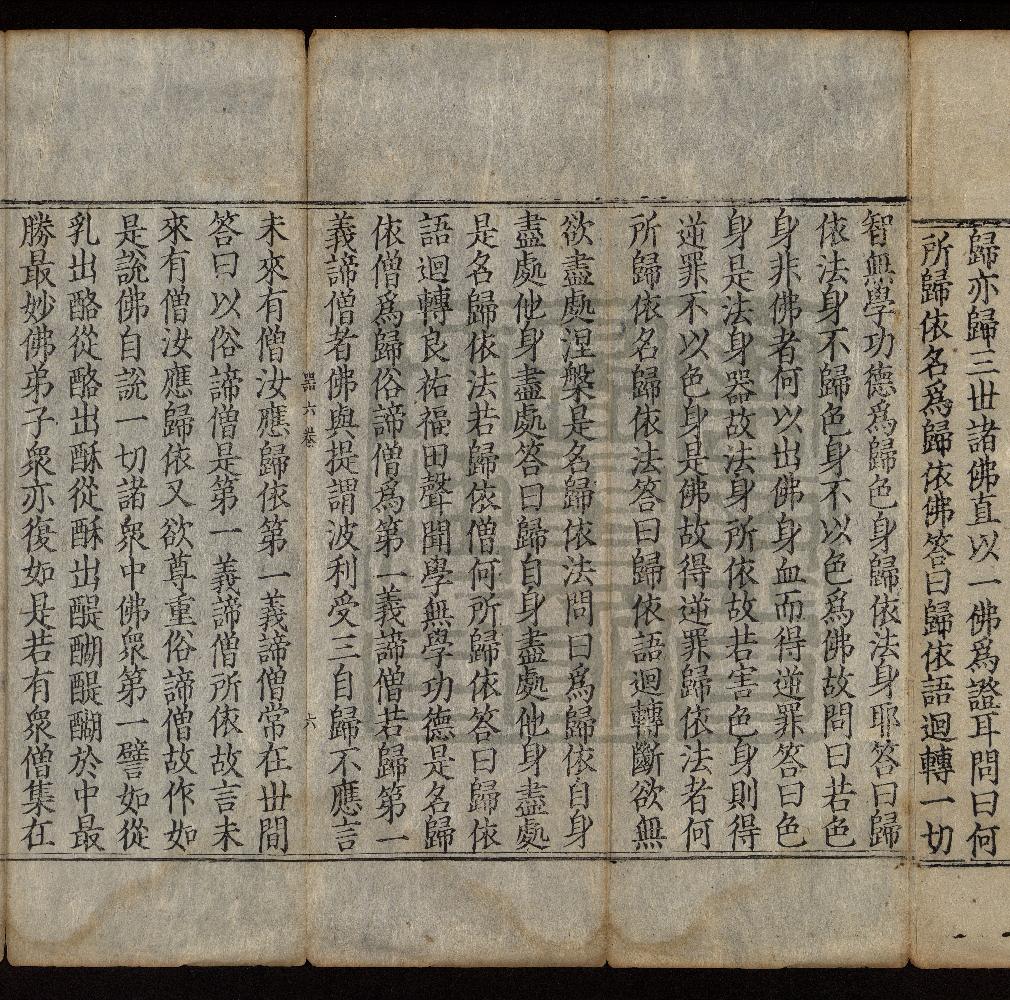 歸亦歸三世諸佛直以一佛爲證耳問曰何
所歸依名爲歸依佛答曰歸依語迴轉一切
智無學功德爲歸色身歸依法身耶答曰歸
依法身不歸色身不以色爲佛故問曰若色
身非佛者何以出佛身血而得逆罪答曰色
身是法身器故法身所依故若害色身則得
逆罪不以色身是佛故得逆罪歸依法者何
所歸依名歸依法答曰歸依語迴轉斷欲無
欲盡處涅槃是名歸依法問曰爲歸依自身
盡處他身盡處答曰歸自身盡處他身盡處
是名歸依法若歸依僧何所歸依答曰歸依
語迴轉良祐福田聲聞學無學功德是名歸
依僧爲歸俗諦僧爲第一義諦僧若歸第一
義諦僧者佛與提謂波利受三自歸不應言
六卷 六
未來有僧汝應歸依第一義諦僧常在世間
答曰以俗諦僧是第一義諦僧所依故言未
來有僧汝應歸依又欲尊重俗諦僧故作如
是說佛自說一切諸衆中佛衆第一譬如從
乳出酪從酪出酥從酥出醍醐醍醐於中最
勝最妙佛弟子衆亦復如是若有衆僧集在